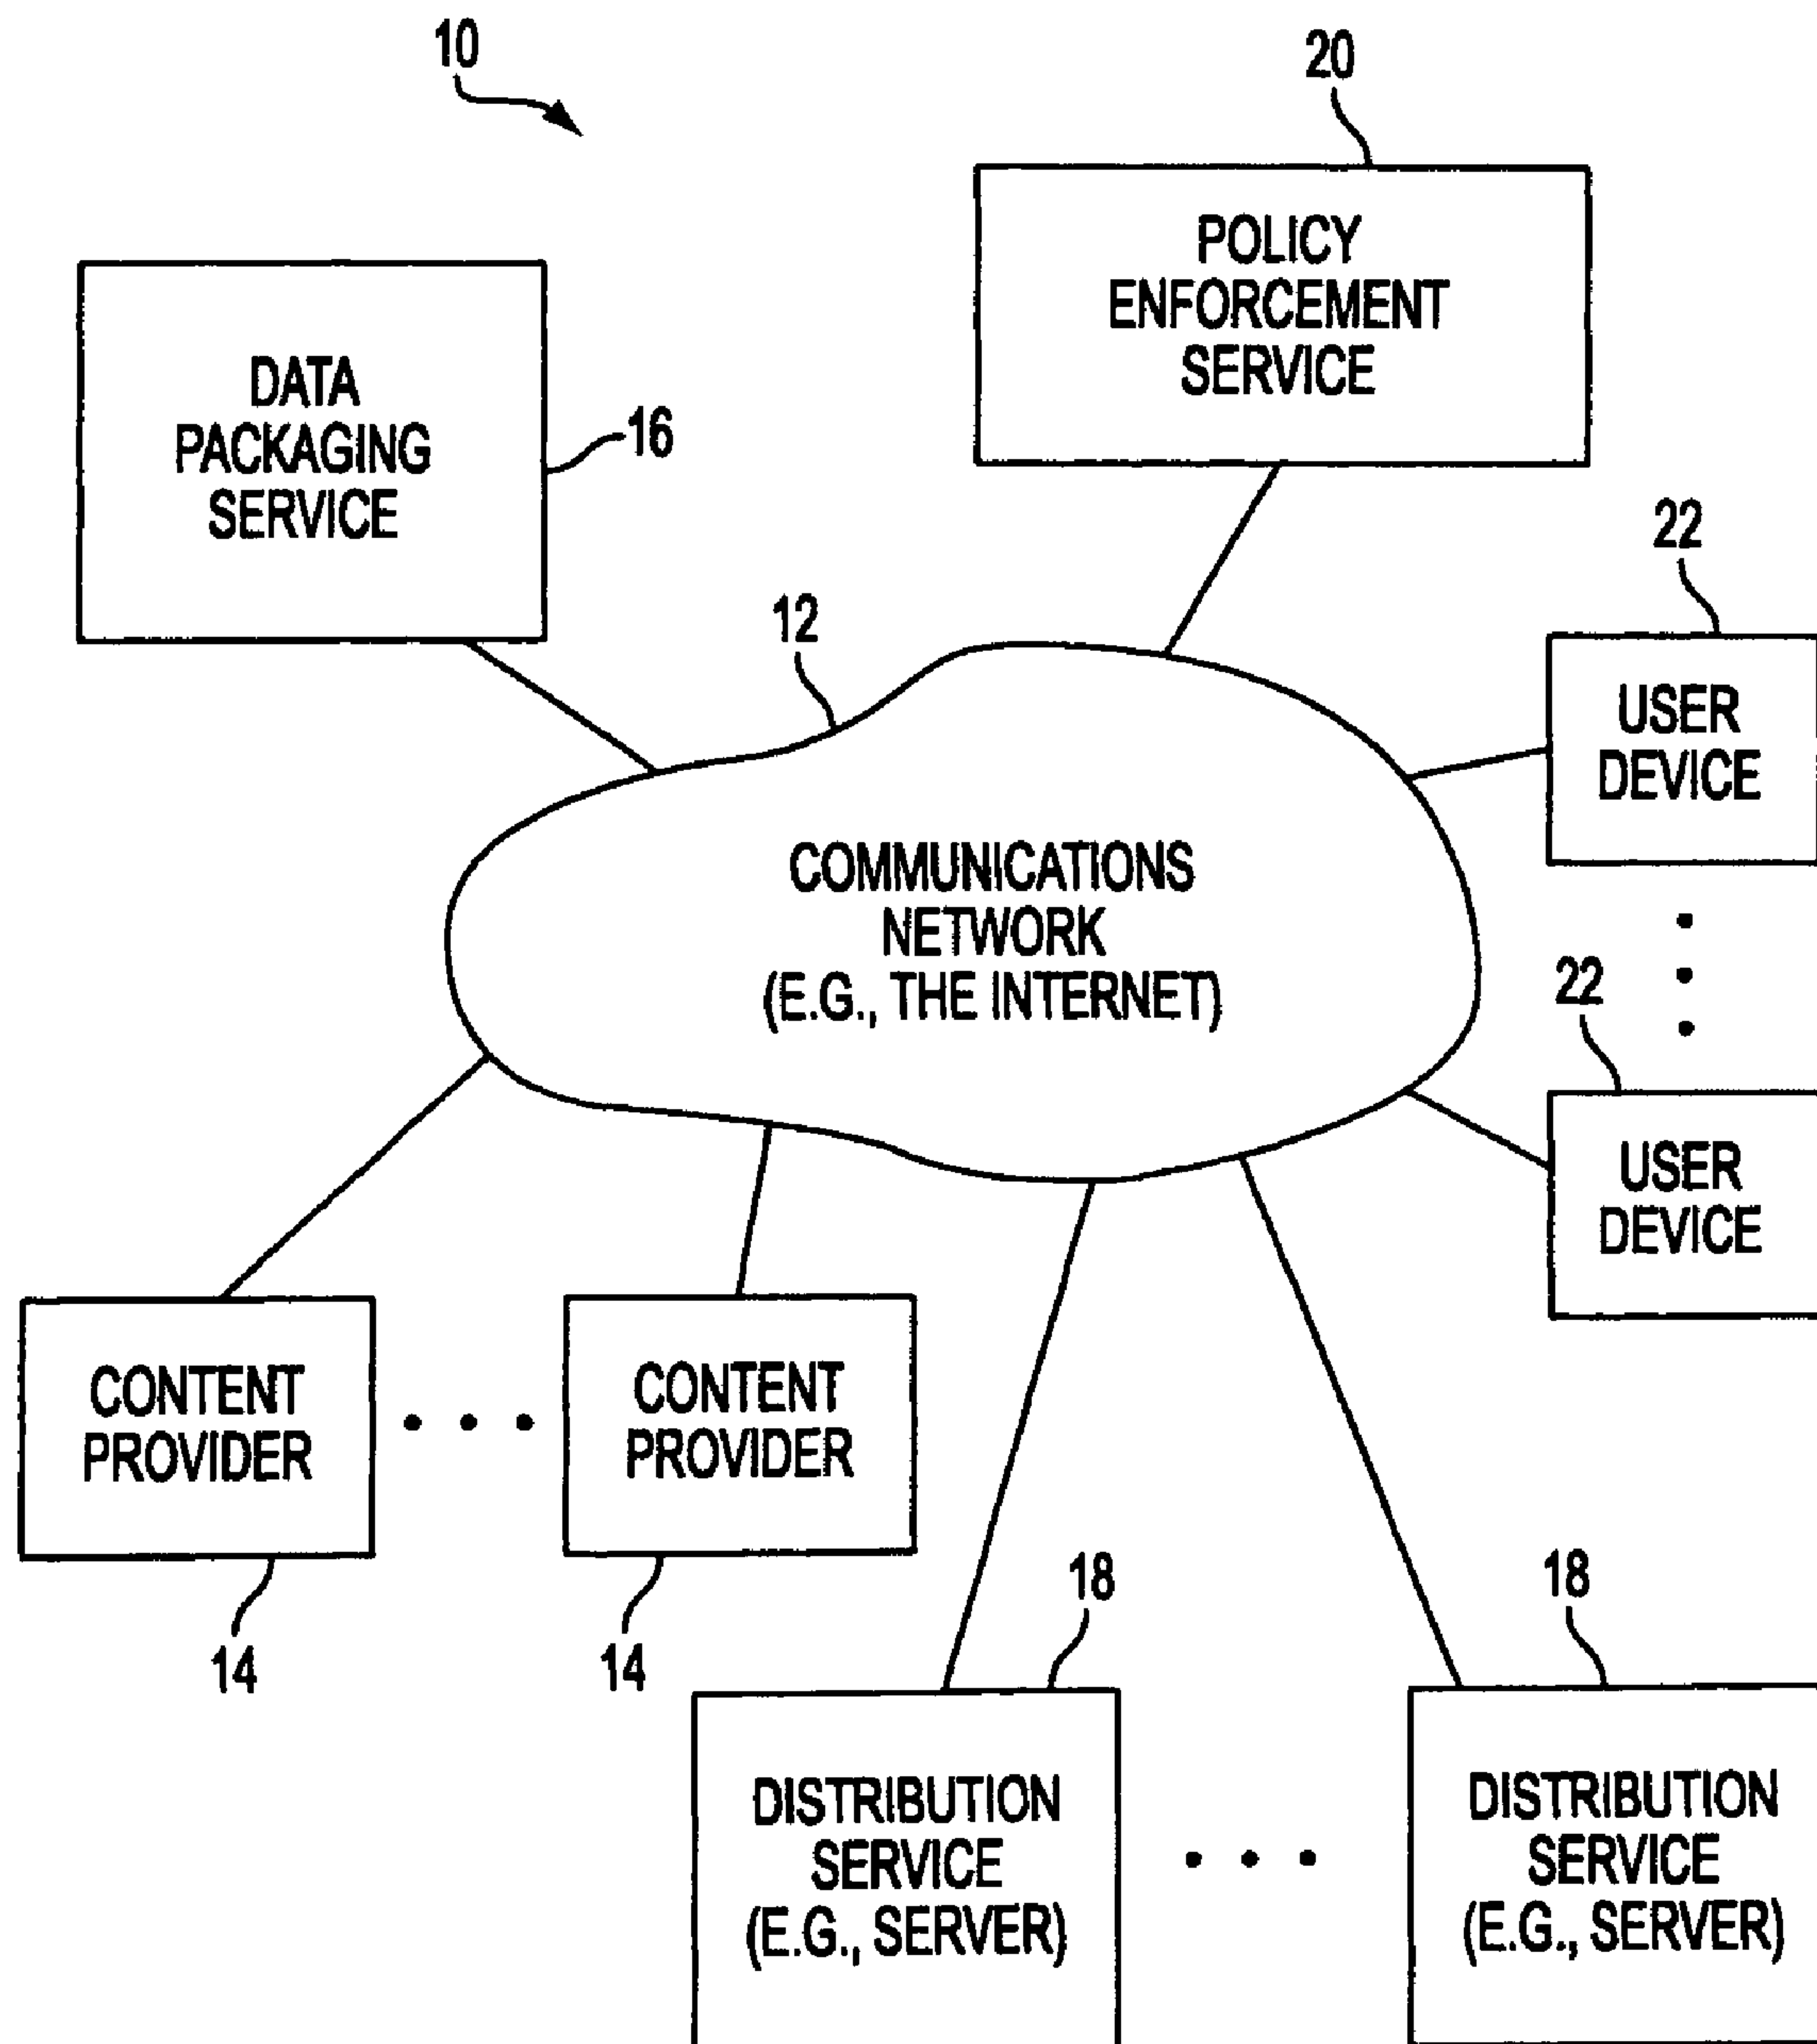 10
20
POLICY
ENFORCEMENT
SERVICE
DATA
PACKAGING
SERVICE
16
22
12
USER
DEVICE
COMMUNICATIONS
NETWORK
(E.G., THE INTERNET)
22
USER
DEVICE
CONTENT
PROVIDER
CONTENT
PROVIDER
14
14
18
18
DISTRIBUTION
SERVICE
(E.G., SERVER)
DISTRIBUTION
SERVICE
(E.G., SERVER)